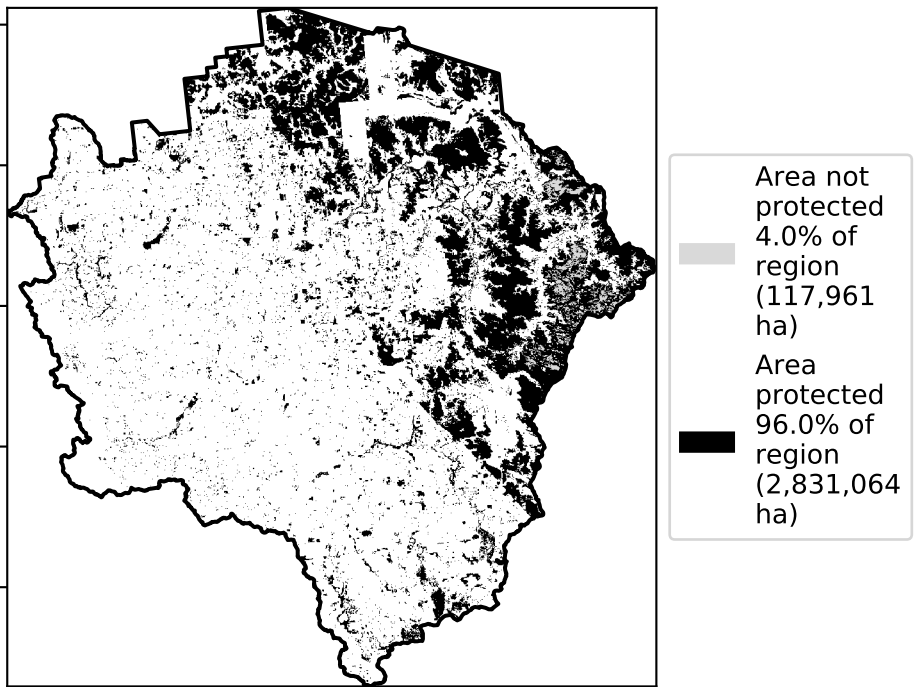 Area not
protected
4.0% of
region
(117,961
ha)
Area
protected
96.0% of
region
(2,831,064
ha)